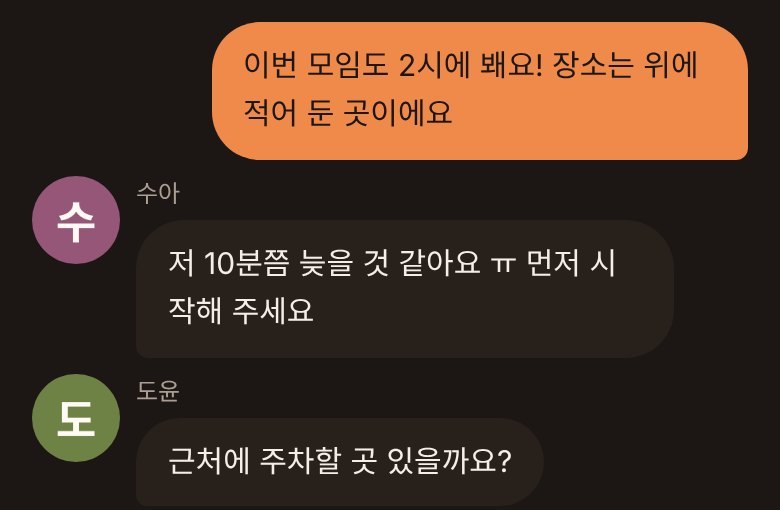 이번 모임도 2시에 봬요! 장소는 위에
적어 둔 곳이에요
수아
수
저 10분쯤 늦을 것 같아요 ㅠ 먼저 시
작해 주세요
도윤
도
근처에 주차할 곳 있을까요?